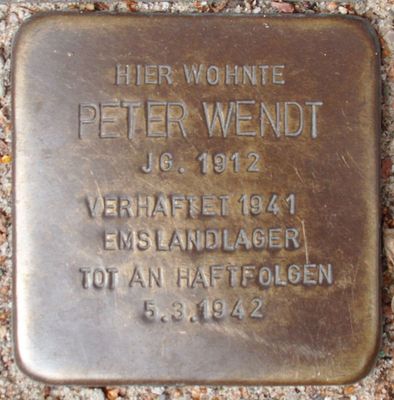 HIER WOHNTE
PETER WENDT
JG. 1912
VERHAFTET 1941
EMSLANDLAGER
TOT AN HAFTFOLGEN
5.3.1942